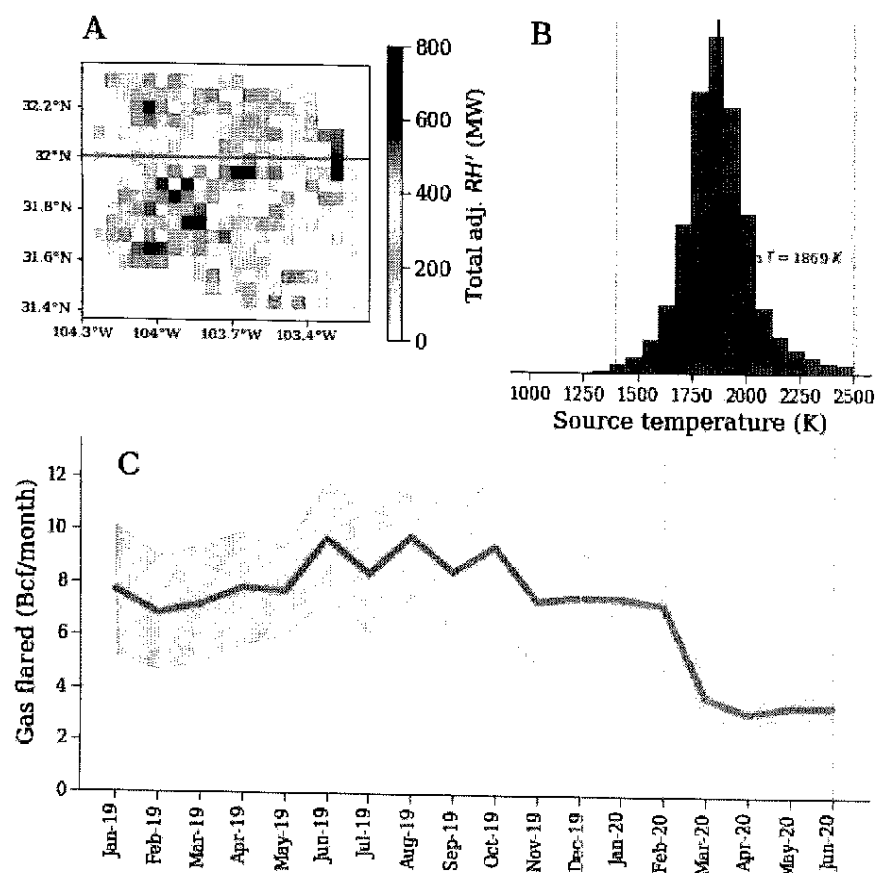 A
32.2°N
32°N
31.8°N
31.6°N
31.4°N
104.3°W 104°W 103.7°W 103.4°W
800
600
400
200
0
Total adj. RH' (MW)
B
T = 1869 K
1000 1250 1500 1750 2000 2250 2500
Source temperature (K)
C
Gas flared (Bcf/month)
12
10
8
6
4
2
0
Jan-19
Feb-19
Mar-19
Apr-19
May-19
Jun-19
Jul-19
Aug-19
Sep-19
Oct-19
Nov-19
Dec-19
Jan-20
Feb-20
Mar-20
Apr-20
May-20
Jun-20